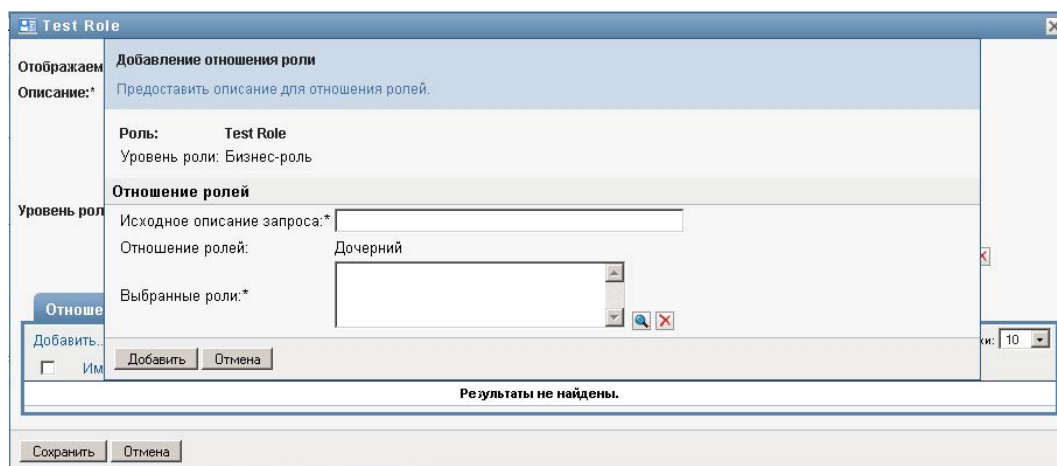 Test Role
Отображаем
Описание:*
Уровень рол
Добавление отношения роли
Предоставить описание для отношения ролей.
Роль: Test Role
Уровень роли: Бизнес-роль
Отношение ролей
Исходное описание запроса:*
Отношение ролей: Дочерний
Выбранные роли:*
Добавить Отмена
Отноше
Добавить.. ки: 10
Им
Результаты не найдены.
Сохранить Отмена